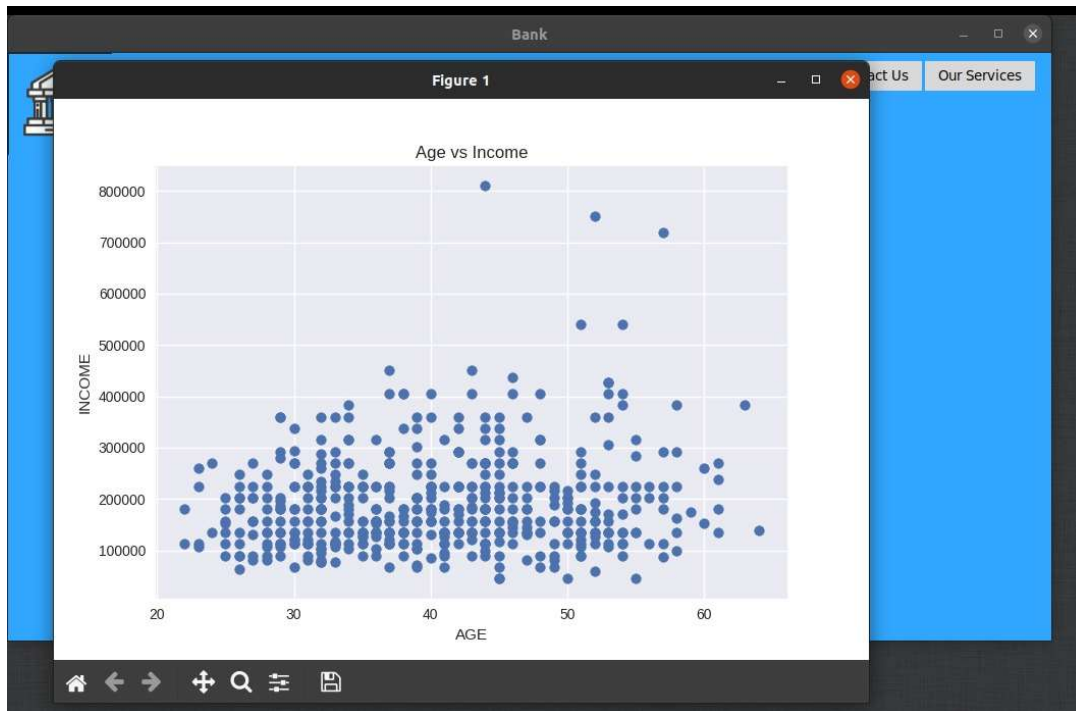 Bank
Figure 1
act Us
Our Services
Age vs Income
800000
700000
600000
500000
400000
300000
200000
100000
INCOME
20 30 40 50 60
AGE